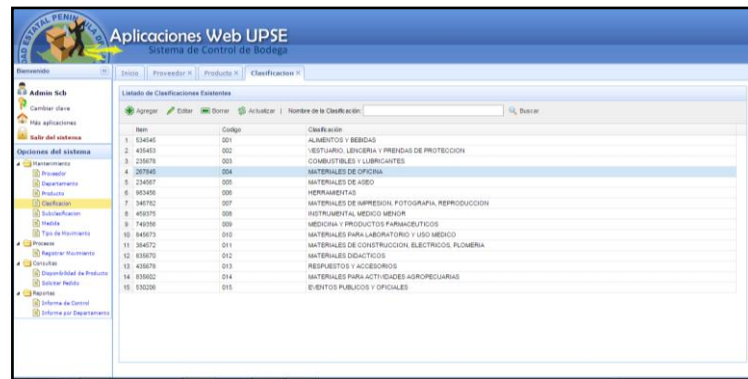 Aplicaciones Web UPSE
Sistema de Control de Bodega
Bienvenido
Admin Scb
Cambiar clave
Más aplicaciones
Salir del sistema
Opciones del sistema
Mantenimiento
Proveedor
Departamento
Producto
Clasificacion
Subclasificacion
Medida
Tipo de Movimiento
Procesos
Registrar Movimiento
Consultas
Disponibilidad de Producto
Solicitar Pedido
Reportes
Informe de Control
Informe por Departamento
Inicio Proveedor × Producto × Clasificacion ×
Listado de Clasificaciones Existentes
Agregar Editar Borrar Actualizar | Nombre de la Clasificación: Buscar
Item Codigo Clasificación
1 534545 001 ALIMENTOS Y BEBIDAS
2 435453 002 VESTUARIO, LENCERIA Y PRENDAS DE PROTECCION
3 235678 003 COMBUSTIBLES Y LUBRICANTES
4 267845 004 MATERIALES DE OFICINA
5 234567 005 MATERIALES DE ASEO
6 983456 006 HERRAMIENTAS
7 346762 007 MATERIALES DE IMPRESION, FOTOGRAFIA, REPRODUCCION
8 459375 008 INSTRUMENTAL MEDICO MENOR
9 749356 009 MEDICINA Y PRODUCTOS FARMACEUTICOS
10 845673 010 MATERIALES PARA LABORATORIO Y USO MEDICO
11 384572 011 MATERIALES DE CONSTRUCCION, ELECTRICOS, PLOMERIA
12 835670 012 MATERIALES DIDACTICOS
13 435678 013 RESPUESTOS Y ACCESORIOS
14 835602 014 MATERIALES PARA ACTIVIDADES AGROPECUARIAS
15 530206 015 EVENTOS PUBLICOS Y OFICIALES